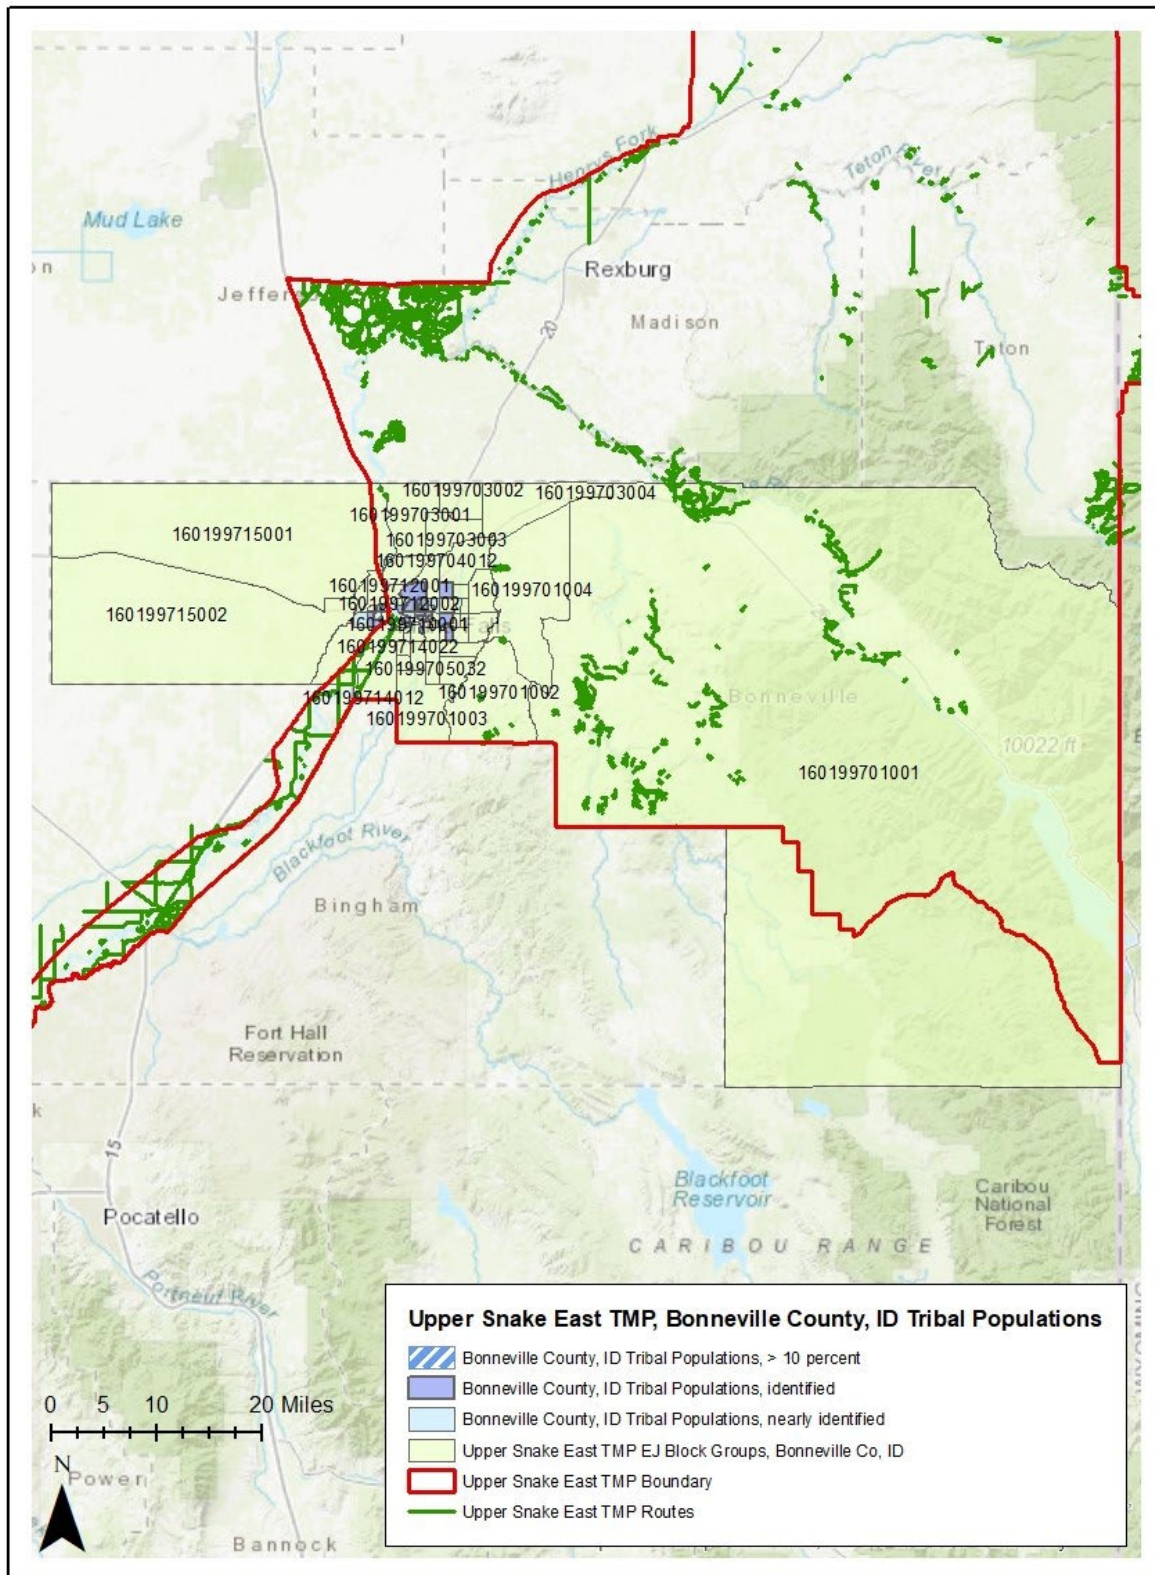 Henrys Fork
Teton River
Mud Lake
Rexburg
Madison
20
Teton
160199703002
160199703004
160199703001
160199715001
160199703003
160199704012
160199712001
160199701004
160199712002
160199715002
Falls
160199714022
160199705032
160199701002
160199714012
Bonneville
160199701003
10022 ft
160199701001
Blackfoot River
Bingham
Fort Hall
Reservation
15
Blackfoot
Reservoir
Caribou
National
Forest
Pocatello
CARIBOU RANGE
Portneuf River
Upper Snake East TMP, Bonneville County, ID Tribal Populations
Bonneville County, ID Tribal Populations, > 10 percent
Bonneville County, ID Tribal Populations, identified
Bonneville County, ID Tribal Populations, nearly identified
Upper Snake East TMP EJ Block Groups, Bonneville Co, ID
Upper Snake East TMP Boundary
Upper Snake East TMP Routes
0 5 10 20 Miles
N
Power
Bannock